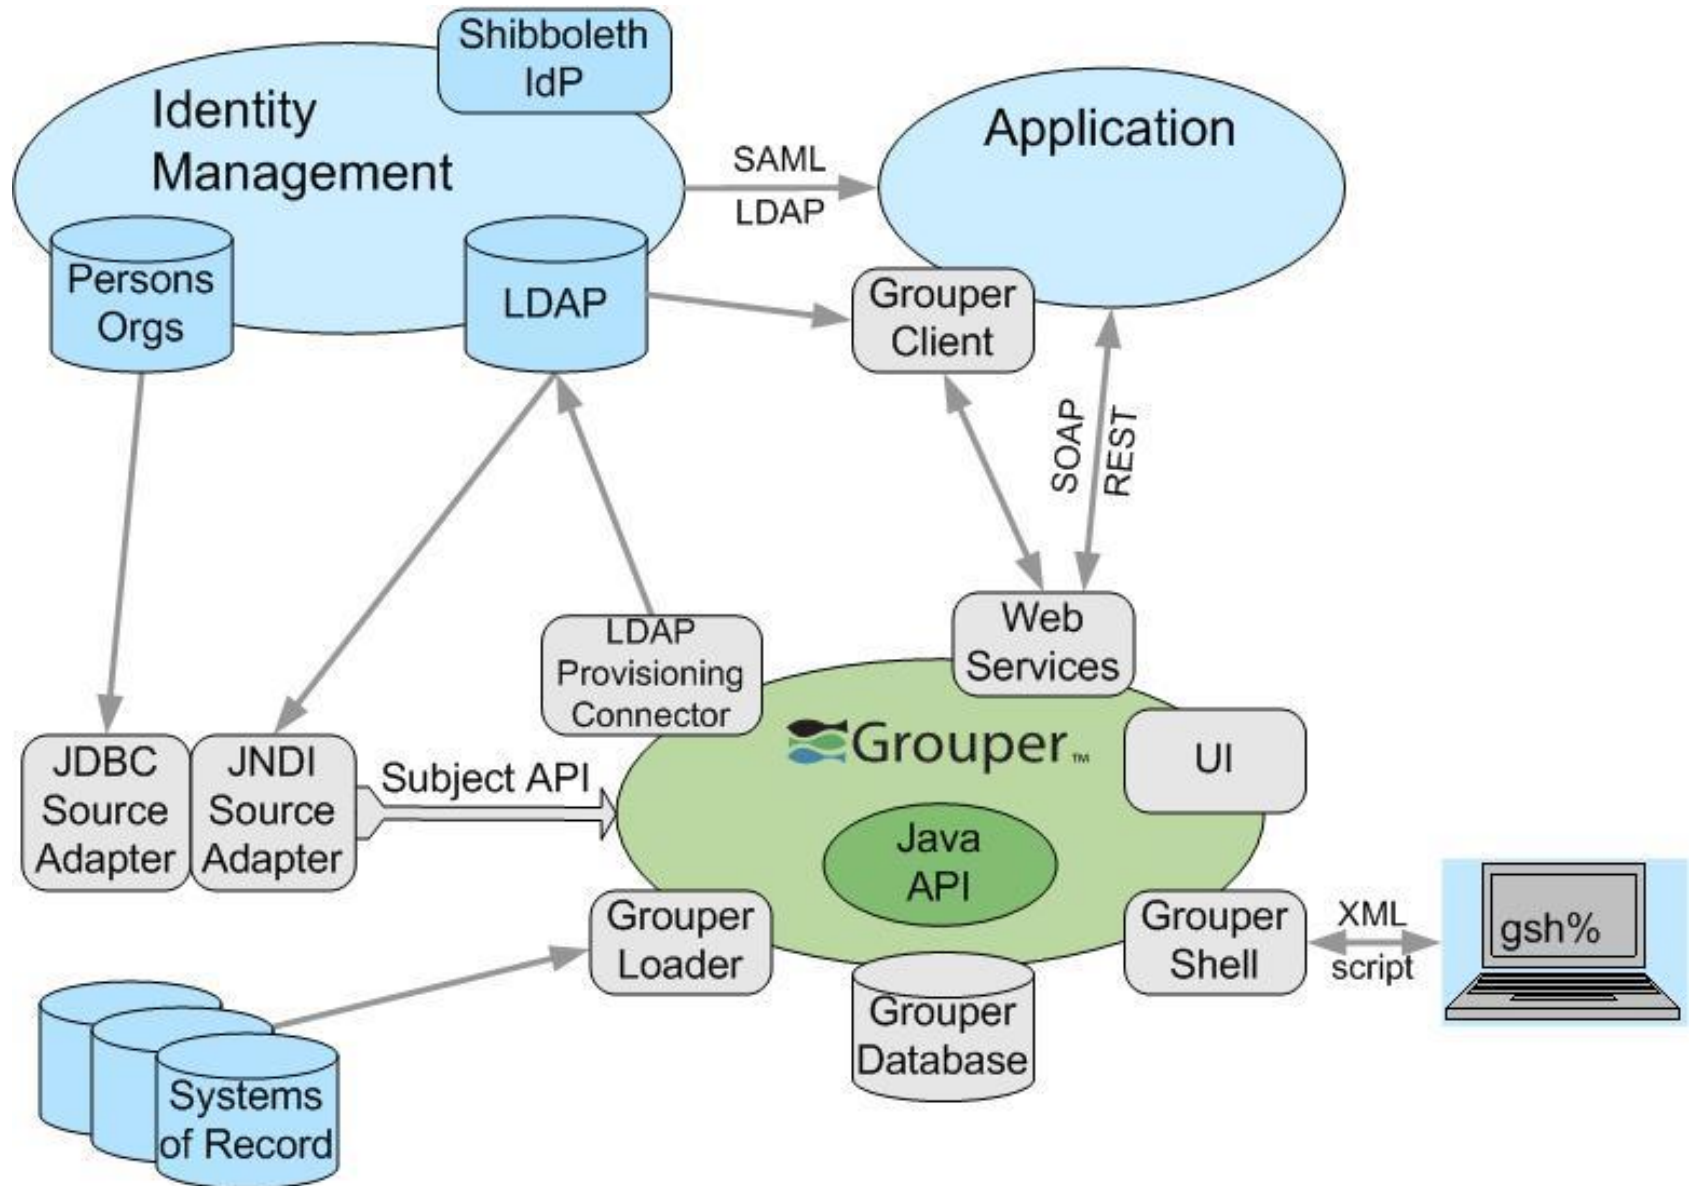 Shibboleth
IdP
Identity
Management
Application
SAML
LDAP
Persons
Orgs
LDAP
Grouper
Client
SOAP
REST
LDAP
Provisioning
Connector
Web
Services
Grouper™
UI
JDBC
Source
Adapter
JNDI
Source
Adapter
Subject API
Java
API
Grouper
Loader
Grouper
Shell
XML
script
gsh%
Grouper
Database
Systems
of Record